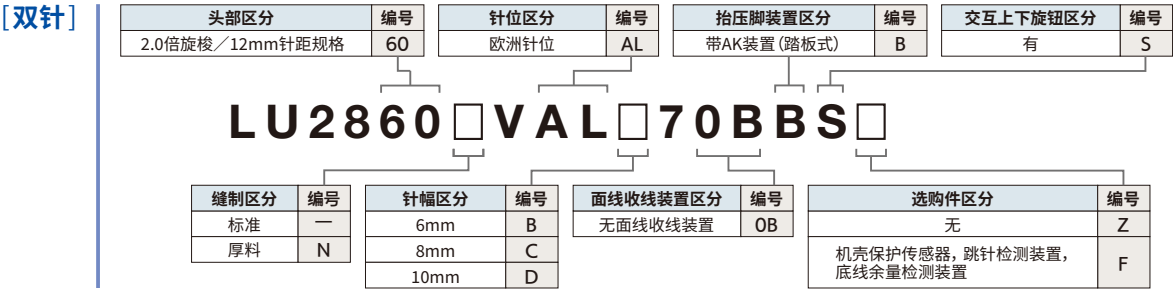 [双针]
头部区分 编号
2.0倍旋梭／12mm针距规格 60
针位区分 编号
欧洲针位 AL
抬压脚装置区分 编号
带AK装置（踏板式） B
交互上下旋钮区分 编号
有 S
LU2860□VAL□70BBS□
缝制区分 编号
标准 —
厚料 N
针幅区分 编号
6mm B
8mm C
10mm D
面线收线装置区分 编号
无面线收线装置 0B
选购件区分 编号
无 Z
机壳保护传感器，跳针检测装置，
底线余量检测装置 F